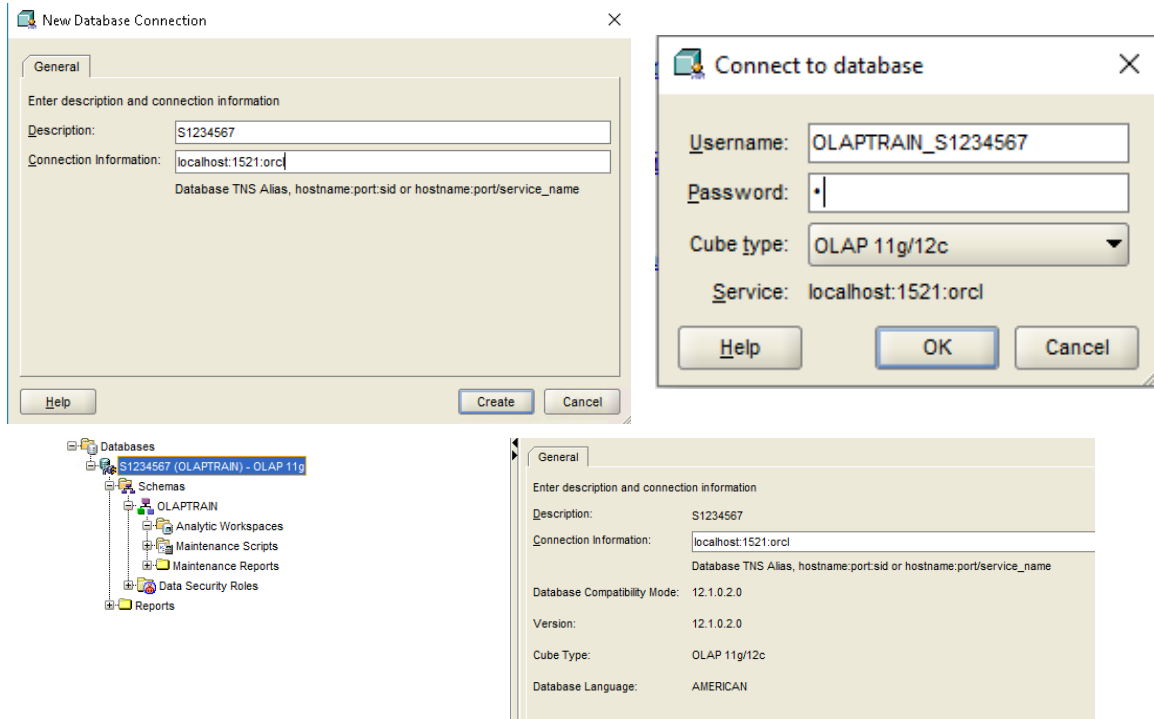 New Database Connection
General
Enter description and connection information
Description: S1234567
Connection Information: localhost:1521:orcl
Database TNS Alias, hostname:port:sid or hostname:port/service_name
Help Create Cancel
Connect to database
Username: OLAPTRAIN_S1234567
Password: •
Cube type: OLAP 11g/12c
Service: localhost:1521:orcl
Help OK Cancel
Databases
S1234567 (OLAPTRAIN) - OLAP 11g
Schemas
OLAPTRAIN
Analytic Workspaces
Maintenance Scripts
Maintenance Reports
Data Security Roles
Reports
General
Enter description and connection information
Description: S1234567
Connection Information: localhost:1521:orcl
Database TNS Alias, hostname:port:sid or hostname:port/service_name
Database Compatibility Mode: 12.1.0.2.0
Version: 12.1.0.2.0
Cube Type: OLAP 11g/12c
Database Language: AMERICAN